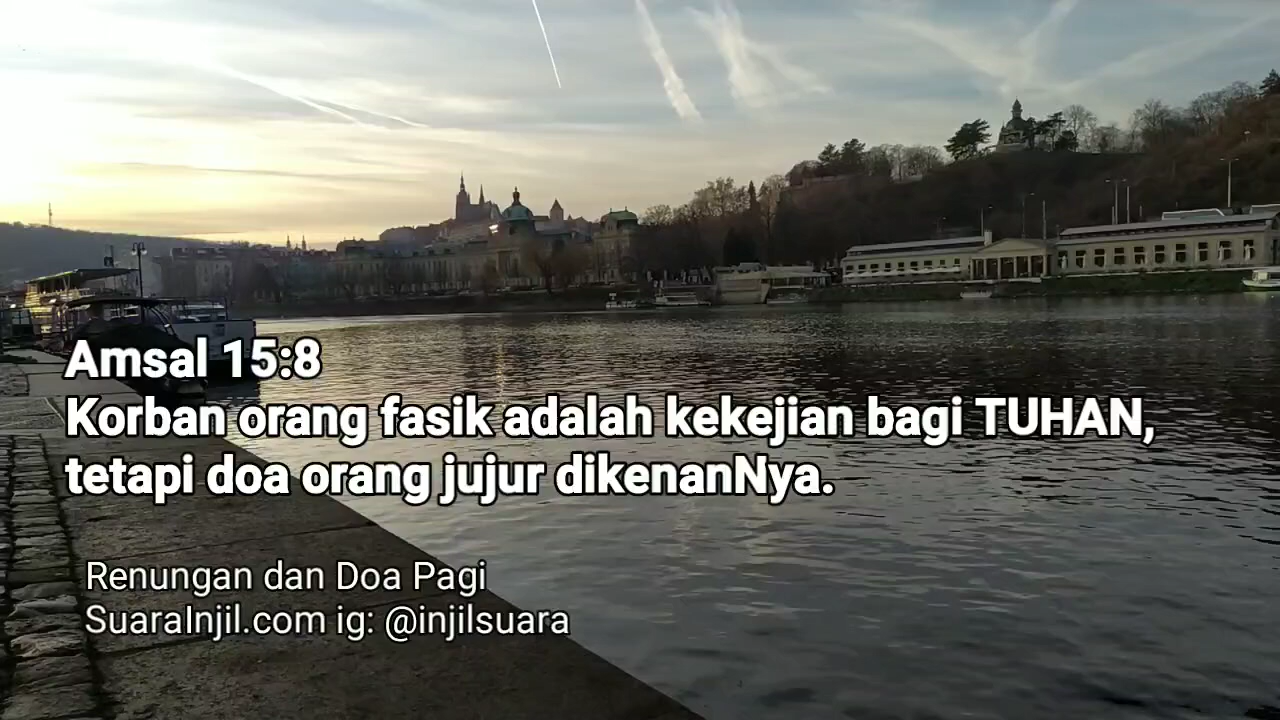 Amsal 15:8
Korban orang fasik adalah kekejian bagi TUHAN,
tetapi doa orang jujur dikenanNya.
Renungan dan Doa Pagi
SuaraInjil.com ig: @injilsuara